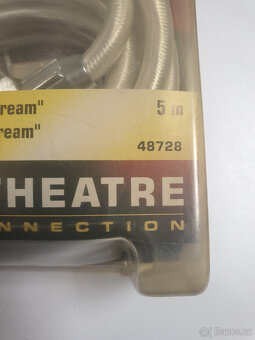 ream" 5 m
ream"
48728
THEATRE
NNECTION
Bazos.cz